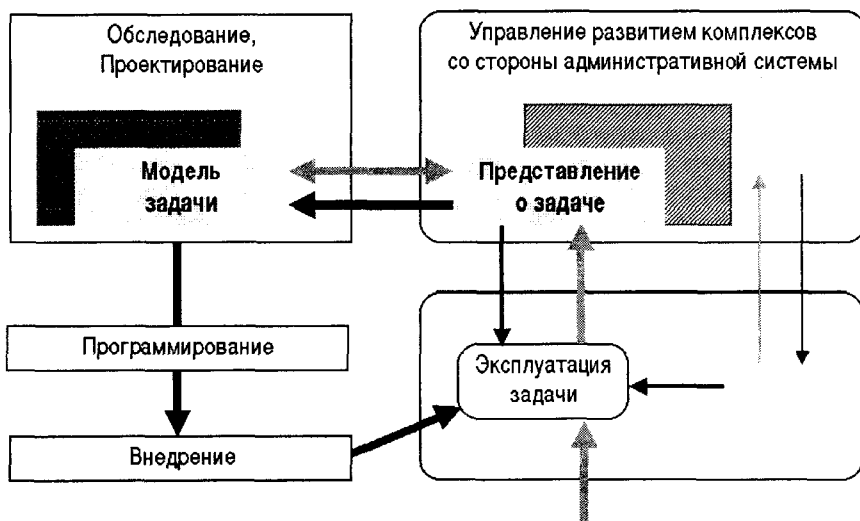 Обследование,
Проектирование
Модель
задачи
Управление развитием комплексов
со стороны административной системы
Представление
о задаче
Программирование
Внедрение
Эксплуатация
задачи